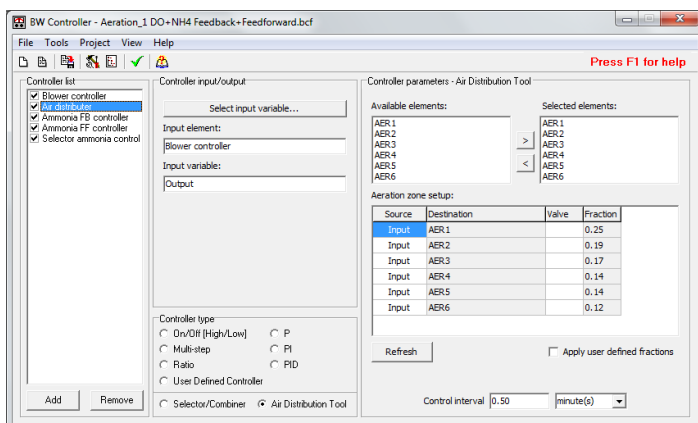 BW Controller - Aeration_1 DO+NH4 Feedback+Feedforward.bcf
File Tools Project View Help
Press F1 for help
Controller list
Blower controller
Air distributer
Ammonia FB controller
Ammonia FF controller
Selector ammonia control
Add Remove
Controller input/output
Select input variable...
Input element:
Blower controller
Input variable:
Output
Controller type
On/Off [High/Low] P
Multi-step PI
Ratio PID
User Defined Controller
Selector/Combiner Air Distribution Tool
Controller parameters - Air Distribution Tool
Available elements: Selected elements:
AER1 AER1
AER2 AER2
AER3 > AER3
AER4 AER4
AER5 < AER5
AER6 AER6
Aeration zone setup:
Source Destination Valve Fraction
Input AER1 0.25
Input AER2 0.19
Input AER3 0.17
Input AER4 0.14
Input AER5 0.14
Input AER6 0.12
Refresh Apply user defined fractions
Control interval 0.50 minute(s)